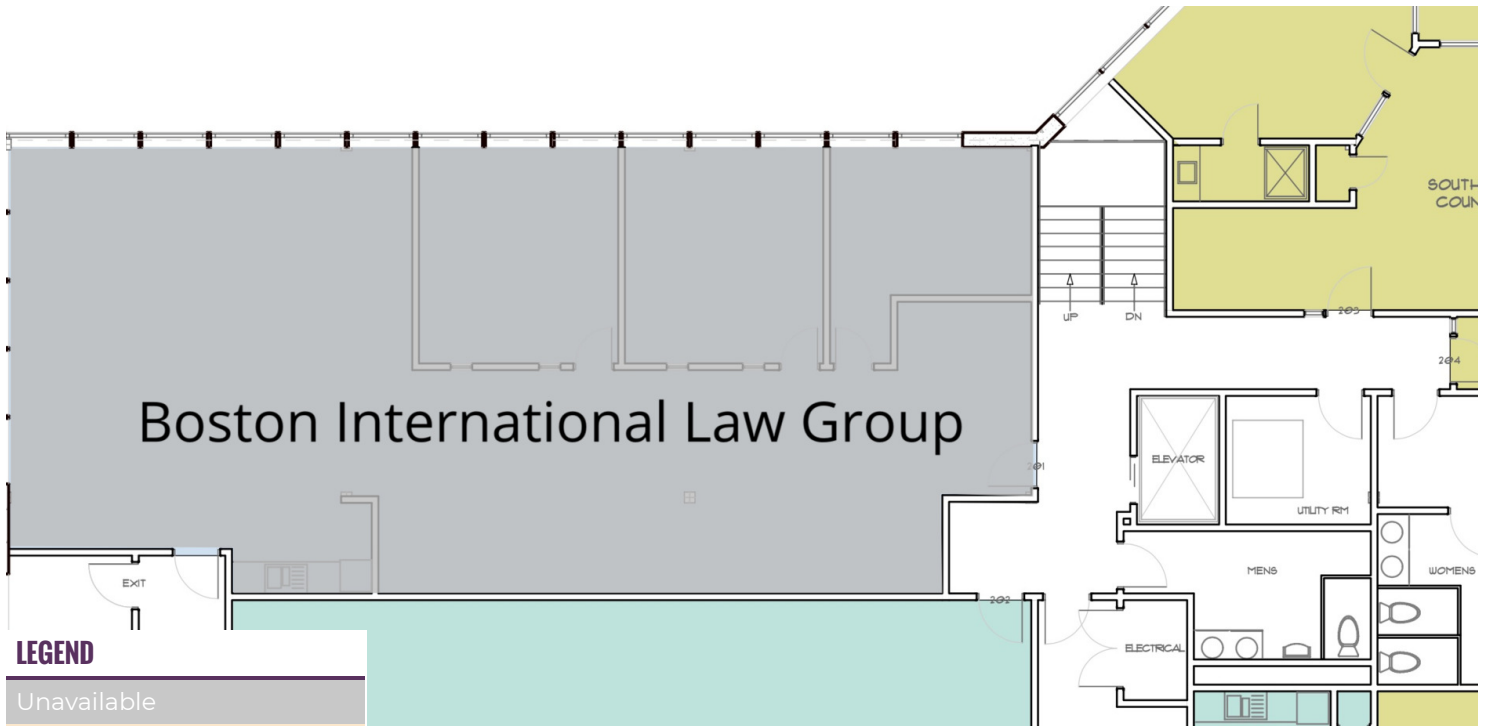 SOUTH
COUN
UP
DN
203
204
Boston International Law Group
201
ELEVATOR
UTILITY RM
EXIT
MENS
WOMENS
202
ELECTRICAL
LEGEND
Unavailable